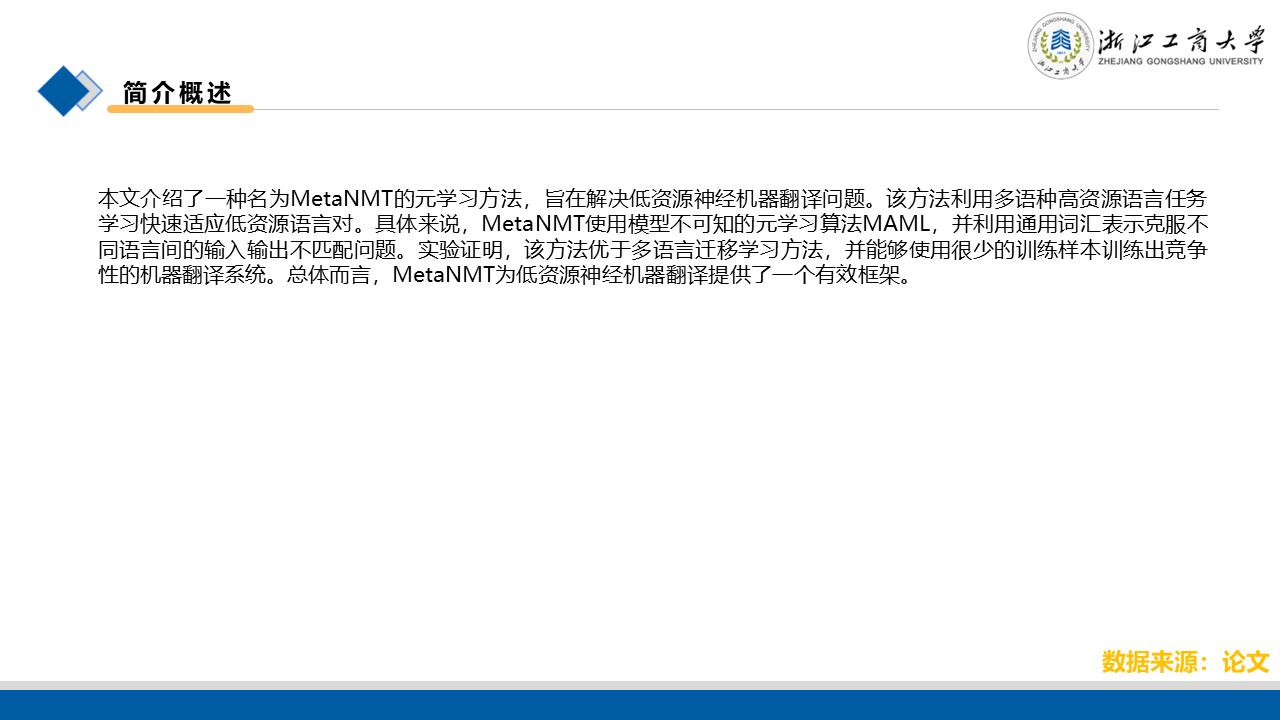 浙江工商大学
ZHEJIANG GONGSHANG UNIVERSITY
简介概述
本文介绍了一种名为MetaNMT的元学习方法，旨在解决低资源神经机器翻译问题。该方法利用多语种高资源语言任务
学习快速适应低资源语言对。具体来说，MetaNMT使用模型不可知的元学习算法MAML，并利用通用词汇表示克服不
同语言间的输入输出不匹配问题。实验证明，该方法优于多语言迁移学习方法，并能够使用很少的训练样本训练出竞争
性的机器翻译系统。总体而言，MetaNMT为低资源神经机器翻译提供了一个有效框架。
数据来源：论文